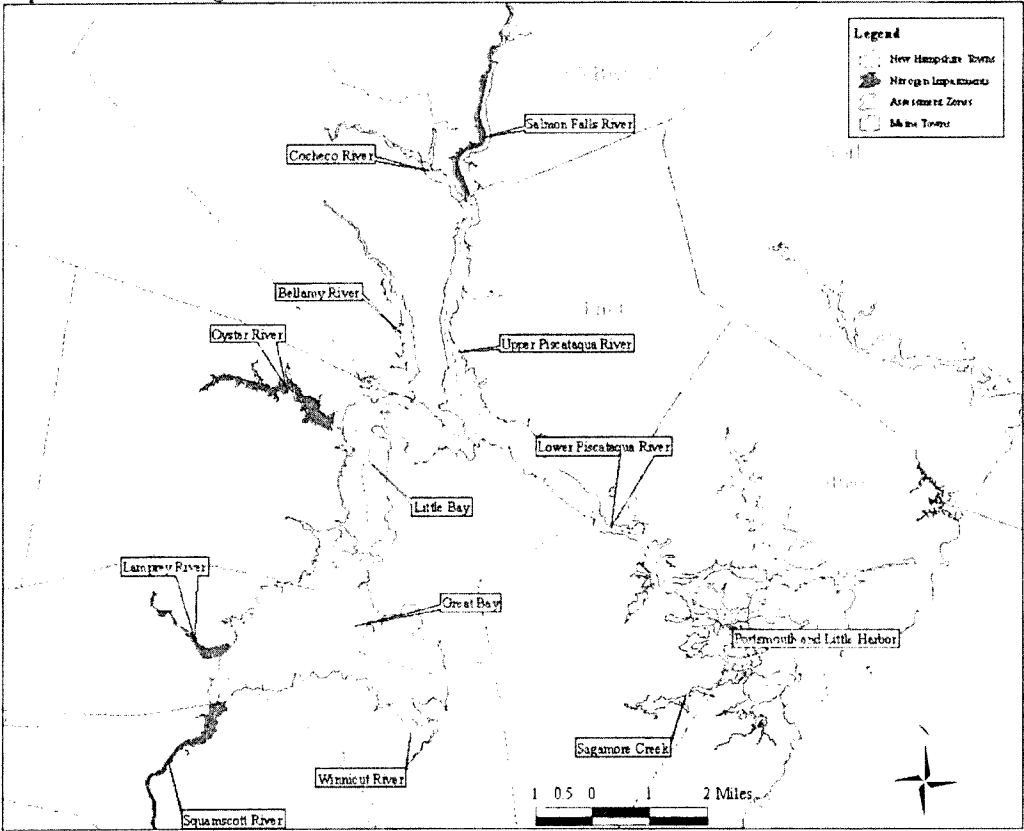 Legend
New Hampshire Towns
Nitrogen Impairments
Assessment Zones
Maine Towns
Salmon Falls River
Cocheco River
Bellamy River
Oyster River
Upper Piscataqua River
Lower Piscataqua River
Little Bay
Lamprey River
Great Bay
Portsmouth and Little Harbor
Sagamore Creek
Winnicut River
Squamscott River
1 0.5 0 1 2 Miles